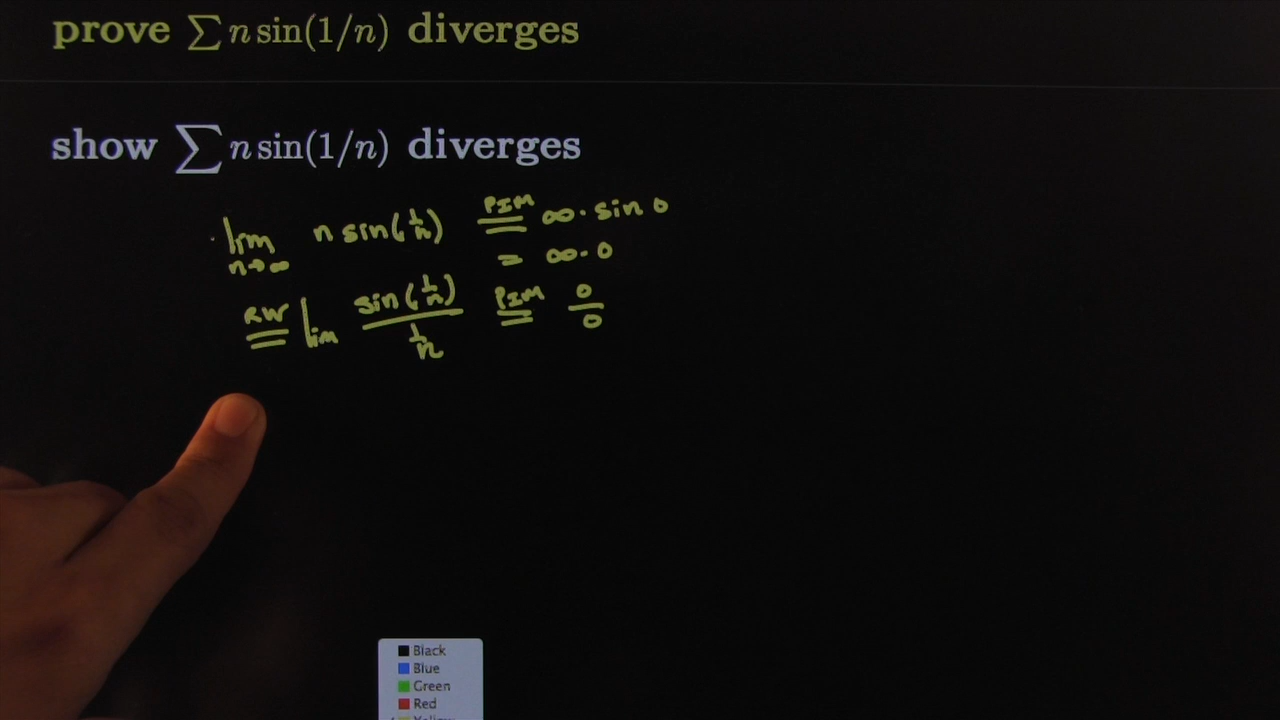 prove ∑ n sin(1/n) diverges
show ∑ n sin(1/n) diverges
lim n→∞ n sin(1/n) PIM = ∞ · sin 0
= ∞ · 0
RW = lim sin(1/n) / 1/n PIM = 0/0
Black
Blue
Green
Red
Yellow